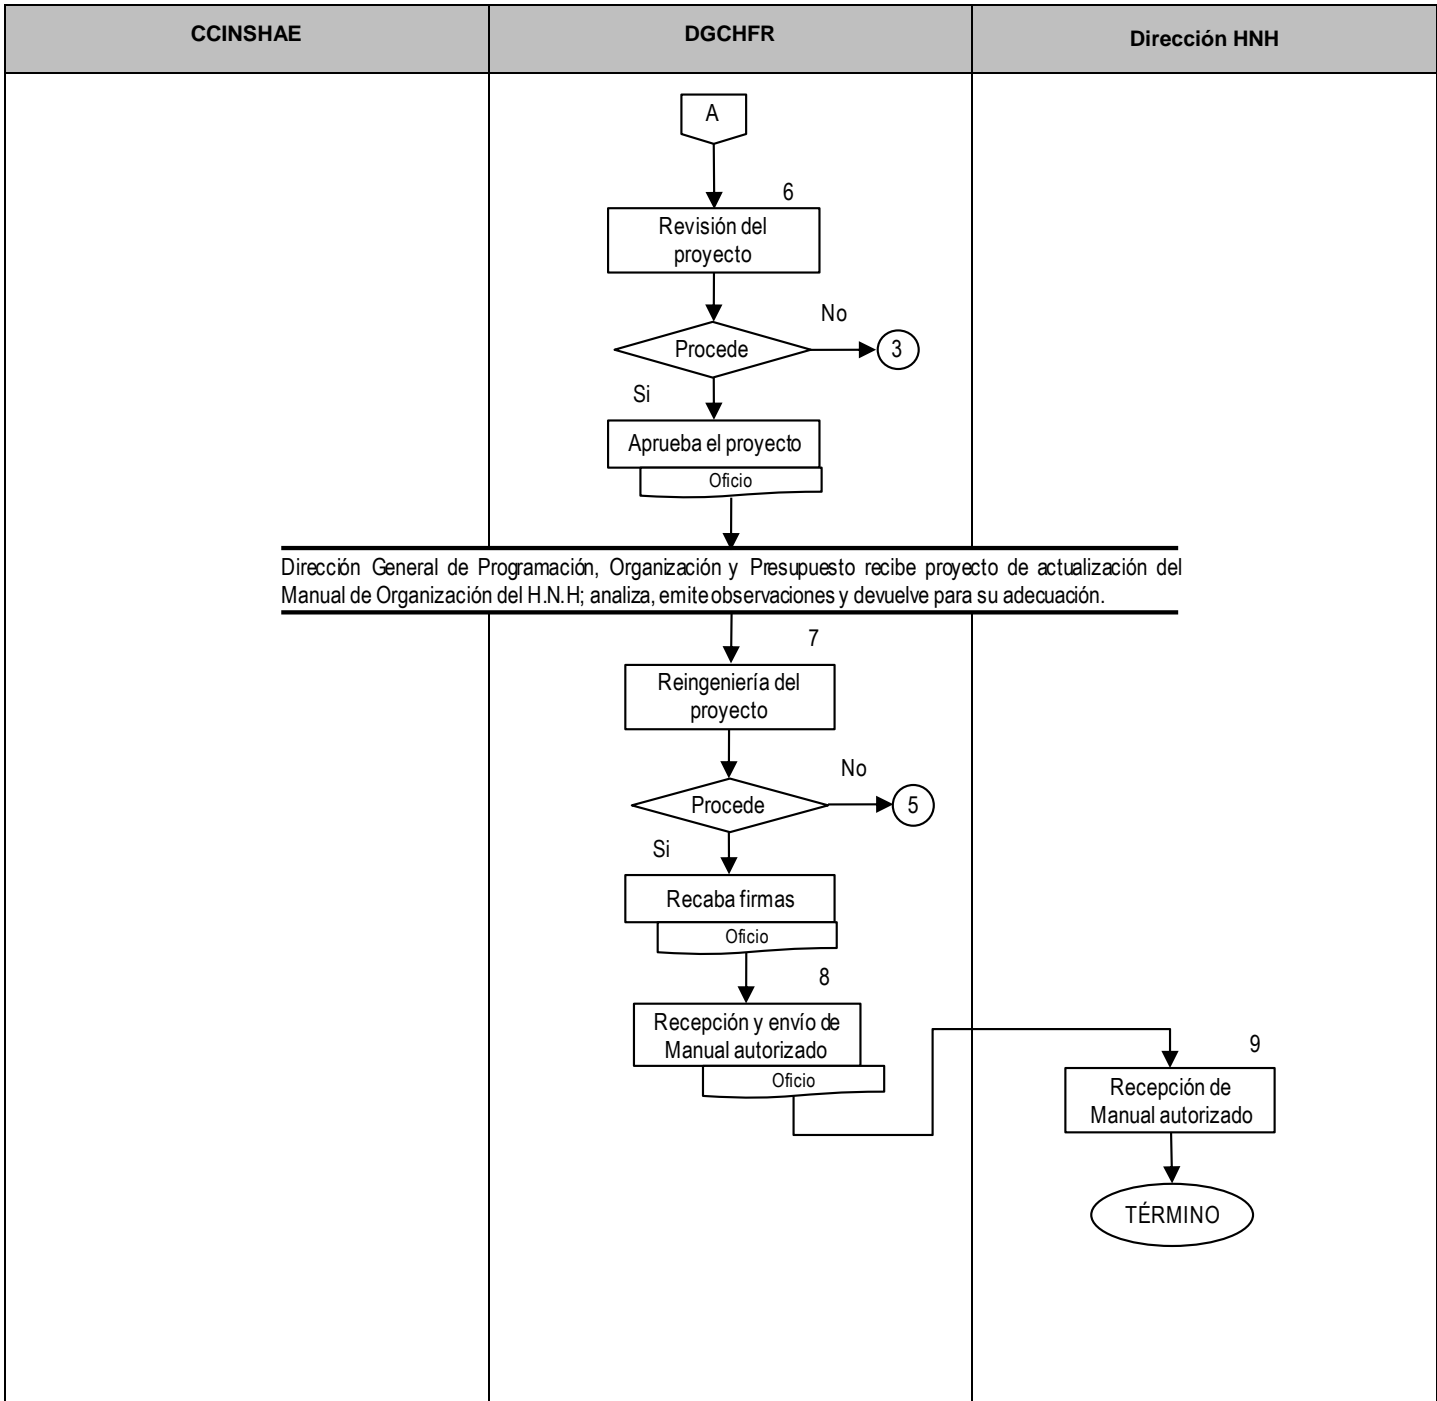 CCINSHAE
DGCHFR
Dirección HNH
A
6
Revisión del
proyecto
No
Procede
3
Si
Aprueba el proyecto
Oficio
Dirección General de Programación, Organización y Presupuesto recibe proyecto de actualización del
Manual de Organización del H.N.H; analiza, emite observaciones y devuelve para su adecuación.
7
Reingeniería del
proyecto
No
Procede
5
Si
Recaba firmas
Oficio
8
Recepción y envío de
Manual autorizado
Oficio
9
Recepción de
Manual autorizado
TÉRMINO